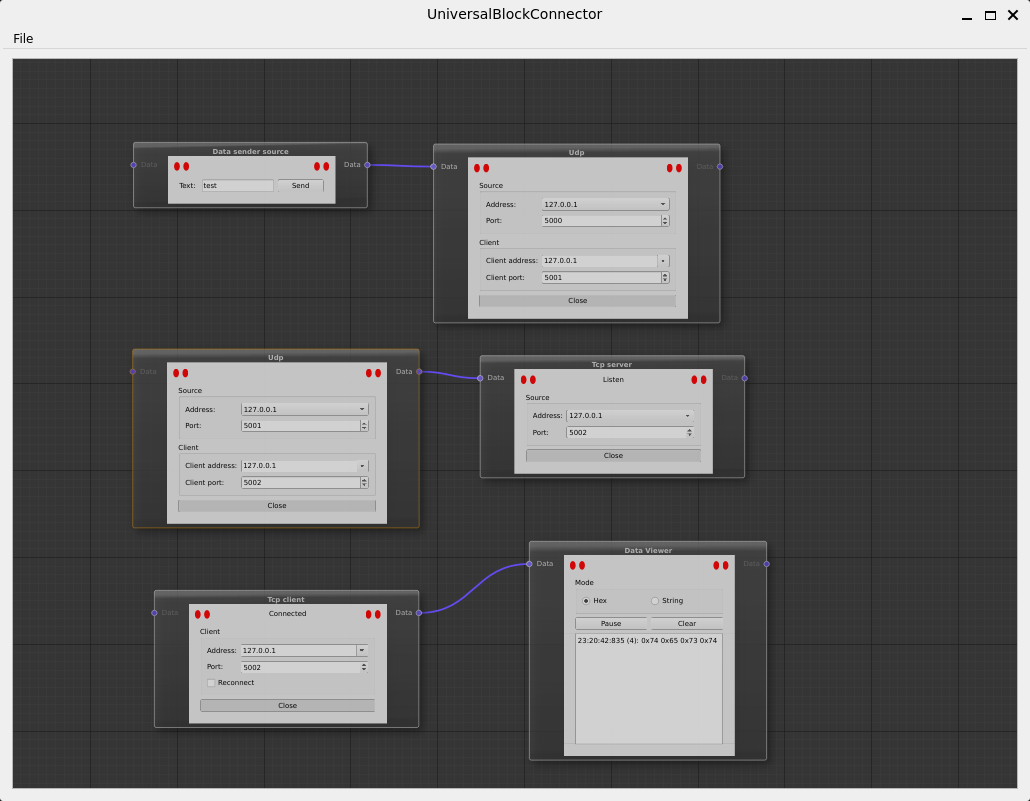 UniversalBlockConnector
File
Data sender source
Data
Data
Text: test Send
Udp
Data
Data
Source
Address: 127.0.0.1
Port: 5000
Client
Client address: 127.0.0.1
Client port: 5001
Close
Udp
Data
Data
Source
Address: 127.0.0.1
Port: 5001
Client
Client address: 127.0.0.1
Client port: 5002
Close
Tcp server
Data
Listen
Data
Source
Address: 127.0.0.1
Port: 5002
Close
Tcp client
Data
Connected
Data
Client
Address: 127.0.0.1
Port: 5002
Reconnect
Close
Data Viewer
Data
Data
Mode
Hex String
Pause Clear
23:20:42:835 (4): 0x74 0x65 0x73 0x74